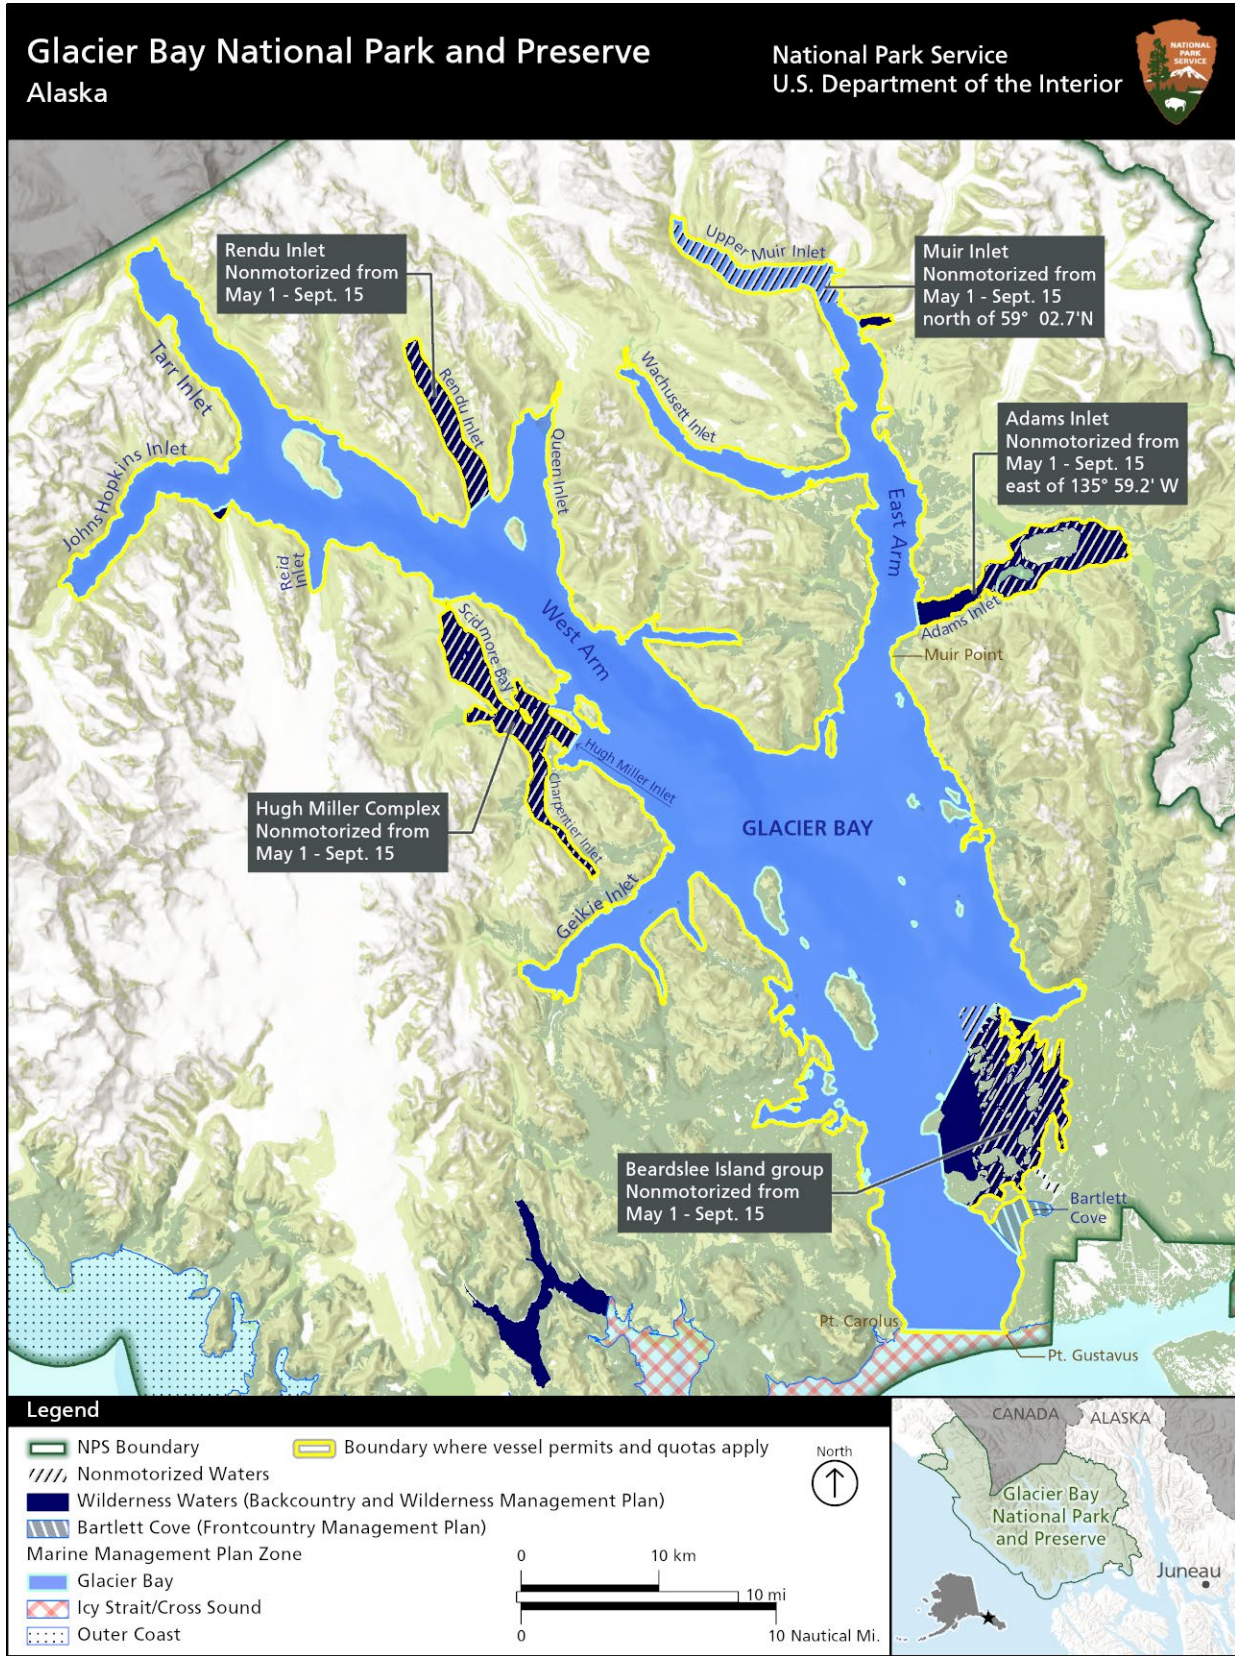 Glacier Bay National Park and Preserve
Alaska
National Park Service
U.S. Department of the Interior
NATIONAL
PARK
SERVICE
Rendu Inlet
Nonmotorized from
May 1 - Sept. 15
Upper Muir Inlet
Muir Inlet
Nonmotorized from
May 1 - Sept. 15
north of 59° 02.7'N
Tarr Inlet
Rendu Inlet
Wachusett Inlet
Adams Inlet
Nonmotorized from
May 1 - Sept. 15
east of 135° 59.2' W
Johns Hopkins Inlet
Queen Inlet
East Arm
Reid
Inlet
Scidmore Bay
West Arm
Adams Inlet
Muir Point
Hugh Miller Inlet
Hugh Miller Complex
Nonmotorized from
May 1 - Sept. 15
Charpentier Inlet
GLACIER BAY
Geikie Inlet
Beardslee Island group
Nonmotorized from
May 1 - Sept. 15
Bartlett
Cove
Pt. Carolus
Pt. Gustavus
Legend
NPS Boundary
Boundary where vessel permits and quotas apply
Nonmotorized Waters
Wilderness Waters (Backcountry and Wilderness Management Plan)
Bartlett Cove (Frontcountry Management Plan)
Marine Management Plan Zone
Glacier Bay
Icy Strait/Cross Sound
Outer Coast
North
0 10 km
10 mi
0 10 Nautical Mi.
CANADA
ALASKA
Glacier Bay
National Park
and Preserve
Juneau